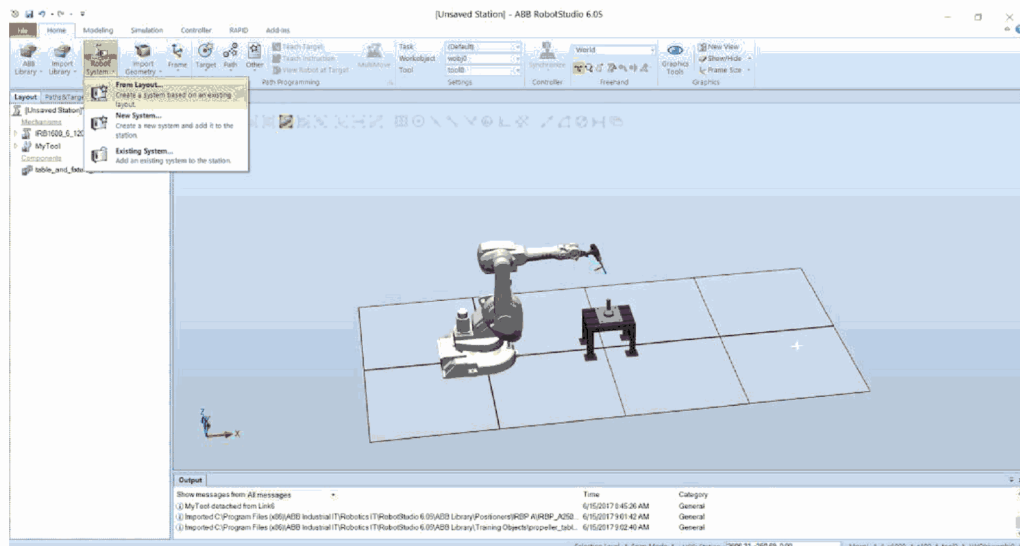 [Unsaved Station] - ABB RobotStudio 6.05
File Home Modeling Simulation Controller RAPID Add-Ins
ABB Library
Import Library
Robot System
Import Geometry
Frame
Target
Path
Other
Teach Target
Teach Instruction
View Robot at Target
MultiMove
Path Programming
Task (Default)
Workobject wobj0
Tool tool0
Settings
Synchronize
Controller
World
Freehand
Graphics Tools
New View
Show/Hide
Frame Size
Graphics
From Layout...
Create a system based on an existing
layout.
New System...
Create a new system and add it to the
station.
Existing System...
Add an existing system to the station.
Layout Paths&Targe
[Unsaved Station]*
Mechanisms
MyTool
Components
Z
X
Output
Show messages from All messages Time Category
MyTool detached from Link6 6/15/2017 8:45:26 AM General
6/15/2017 9:01:42 AM General
6/15/2017 9:02:40 AM General